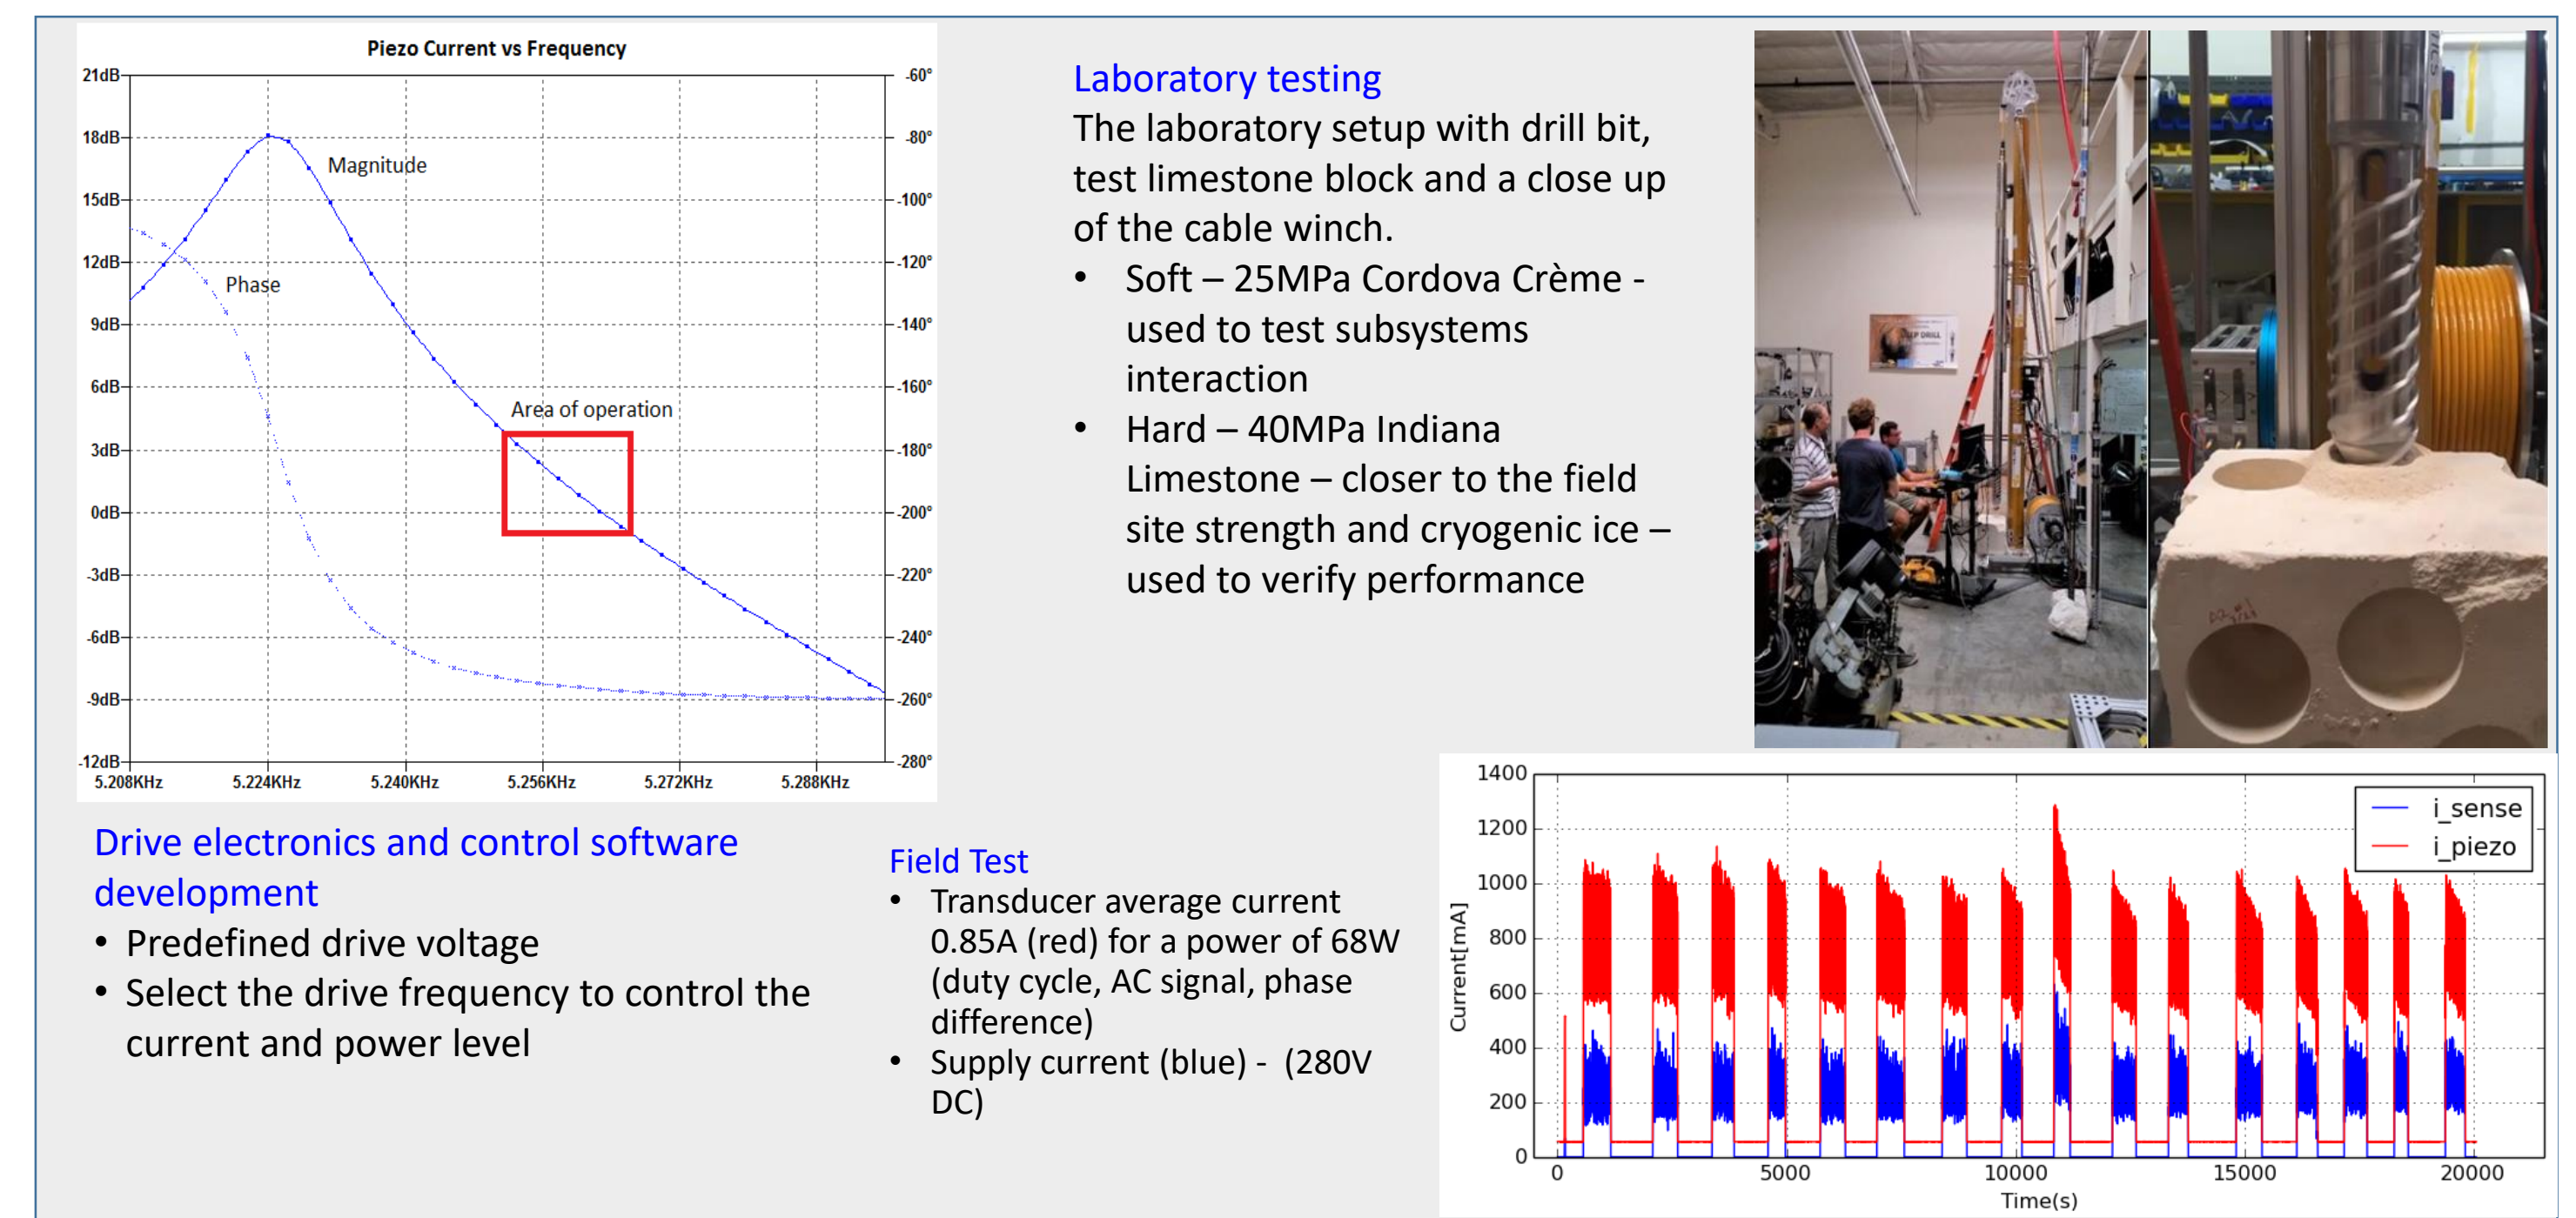 Piezo Current vs Frequency
21dB
18dB
15dB
12dB
9dB
6dB
3dB
0dB
-3dB
-6dB
-9dB
-12dB
-60°
-80°
-100°
-120°
-140°
-160°
-180°
-200°
-220°
-240°
-260°
-280°
Magnitude
Phase
Area of operation
5.208KHz 5.224KHz 5.240KHz 5.256KHz 5.272KHz 5.288KHz
Drive electronics and control software
development
• Predefined drive voltage
• Select the drive frequency to control the
current and power level
Laboratory testing
The laboratory setup with drill bit,
test limestone block and a close up
of the cable winch.
• Soft – 25MPa Cordova Crème -
used to test subsystems
interaction
• Hard – 40MPa Indiana
Limestone – closer to the field
site strength and cryogenic ice –
used to verify performance
DRILL
Field Test
• Transducer average current
0.85A (red) for a power of 68W
(duty cycle, AC signal, phase
difference)
• Supply current (blue) - (280V
DC)
1400
1200
1000
800
600
400
200
0
Current[mA]
i_sense
i_piezo
0 5000 10000 15000 20000
Time(s)